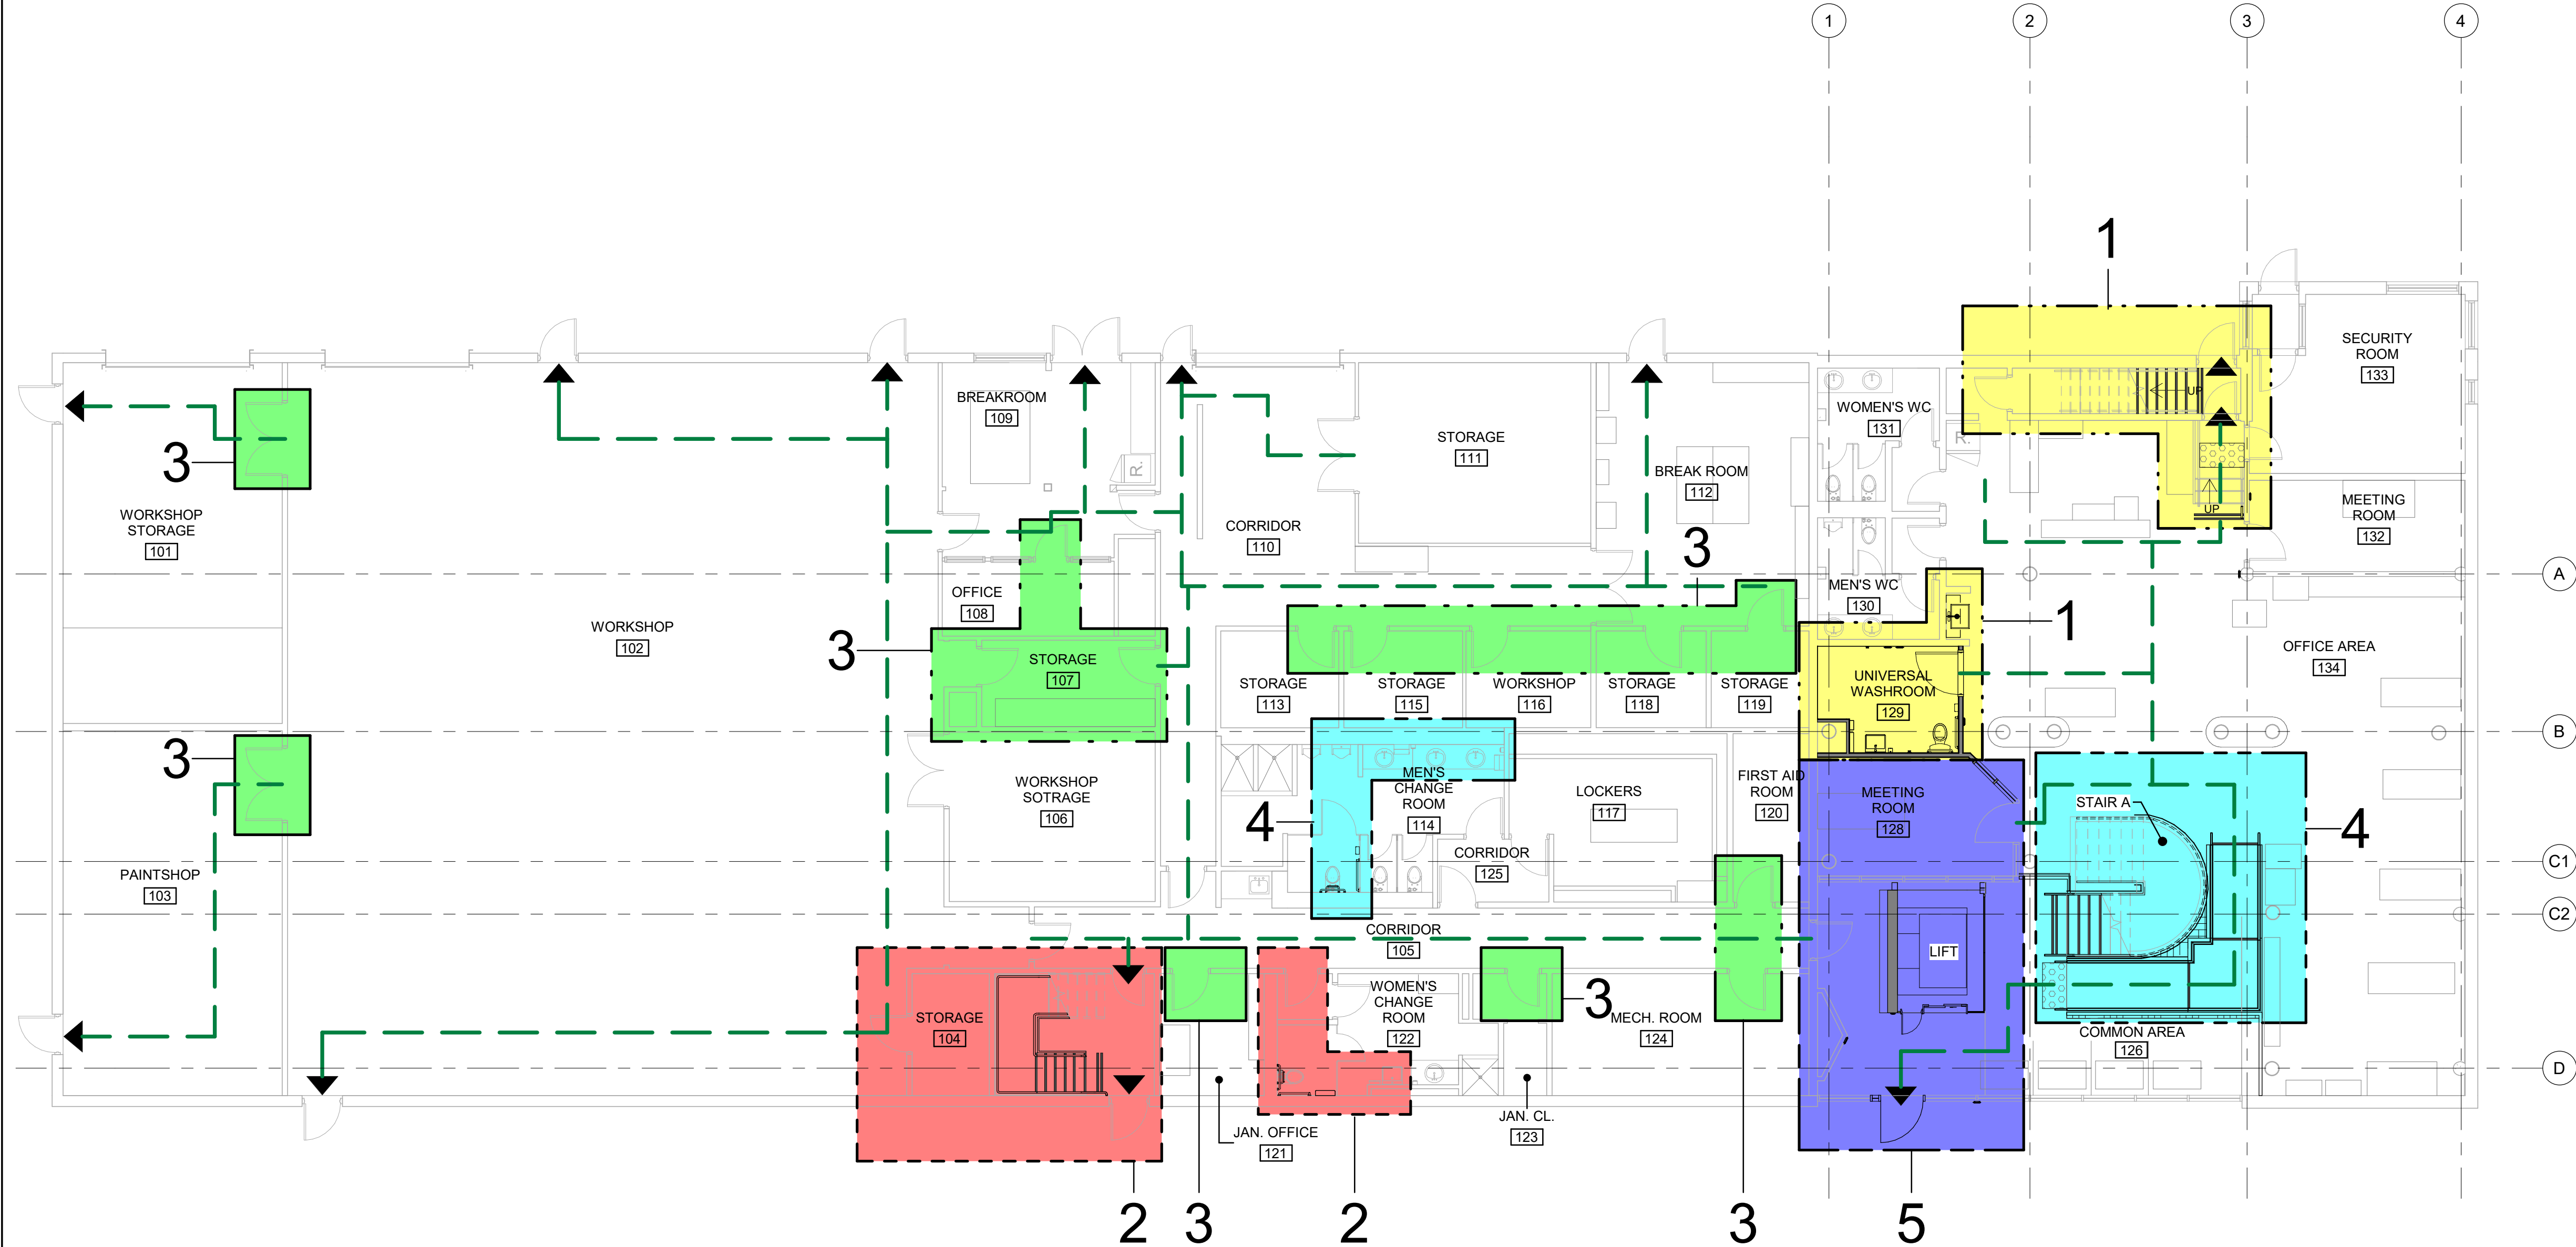 1
2
3
4
1
SECURITY
ROOM
133
BREAKROOM
109
UP
WOMEN'S WC
131
STORAGE
111
R.
R.
3
BREAK ROOM
112
MEETING
ROOM
132
WORKSHOP
STORAGE
101
CORRIDOR
110
UP
3
A
MEN'S WC
130
OFFICE
108
1
WORKSHOP
102
3
STORAGE
107
OFFICE AREA
134
STORAGE
113
STORAGE
115
WORKSHOP
116
STORAGE
118
STORAGE
119
UNIVERSAL
WASHROOM
129
B
3
MEN'S
CHANGE
ROOM
114
WORKSHOP
SOTRAGE
106
LOCKERS
117
FIRST AID
ROOM
120
MEETING
ROOM
128
STAIR A
4
4
CORRIDOR
125
C1
PAINTSHOP
103
C2
CORRIDOR
105
LIFT
WOMEN'S
CHANGE
ROOM
122
3
STORAGE
104
MECH. ROOM
124
COMMON AREA
126
D
JAN. CL.
123
JAN. OFFICE
121
2
3
2
3
5